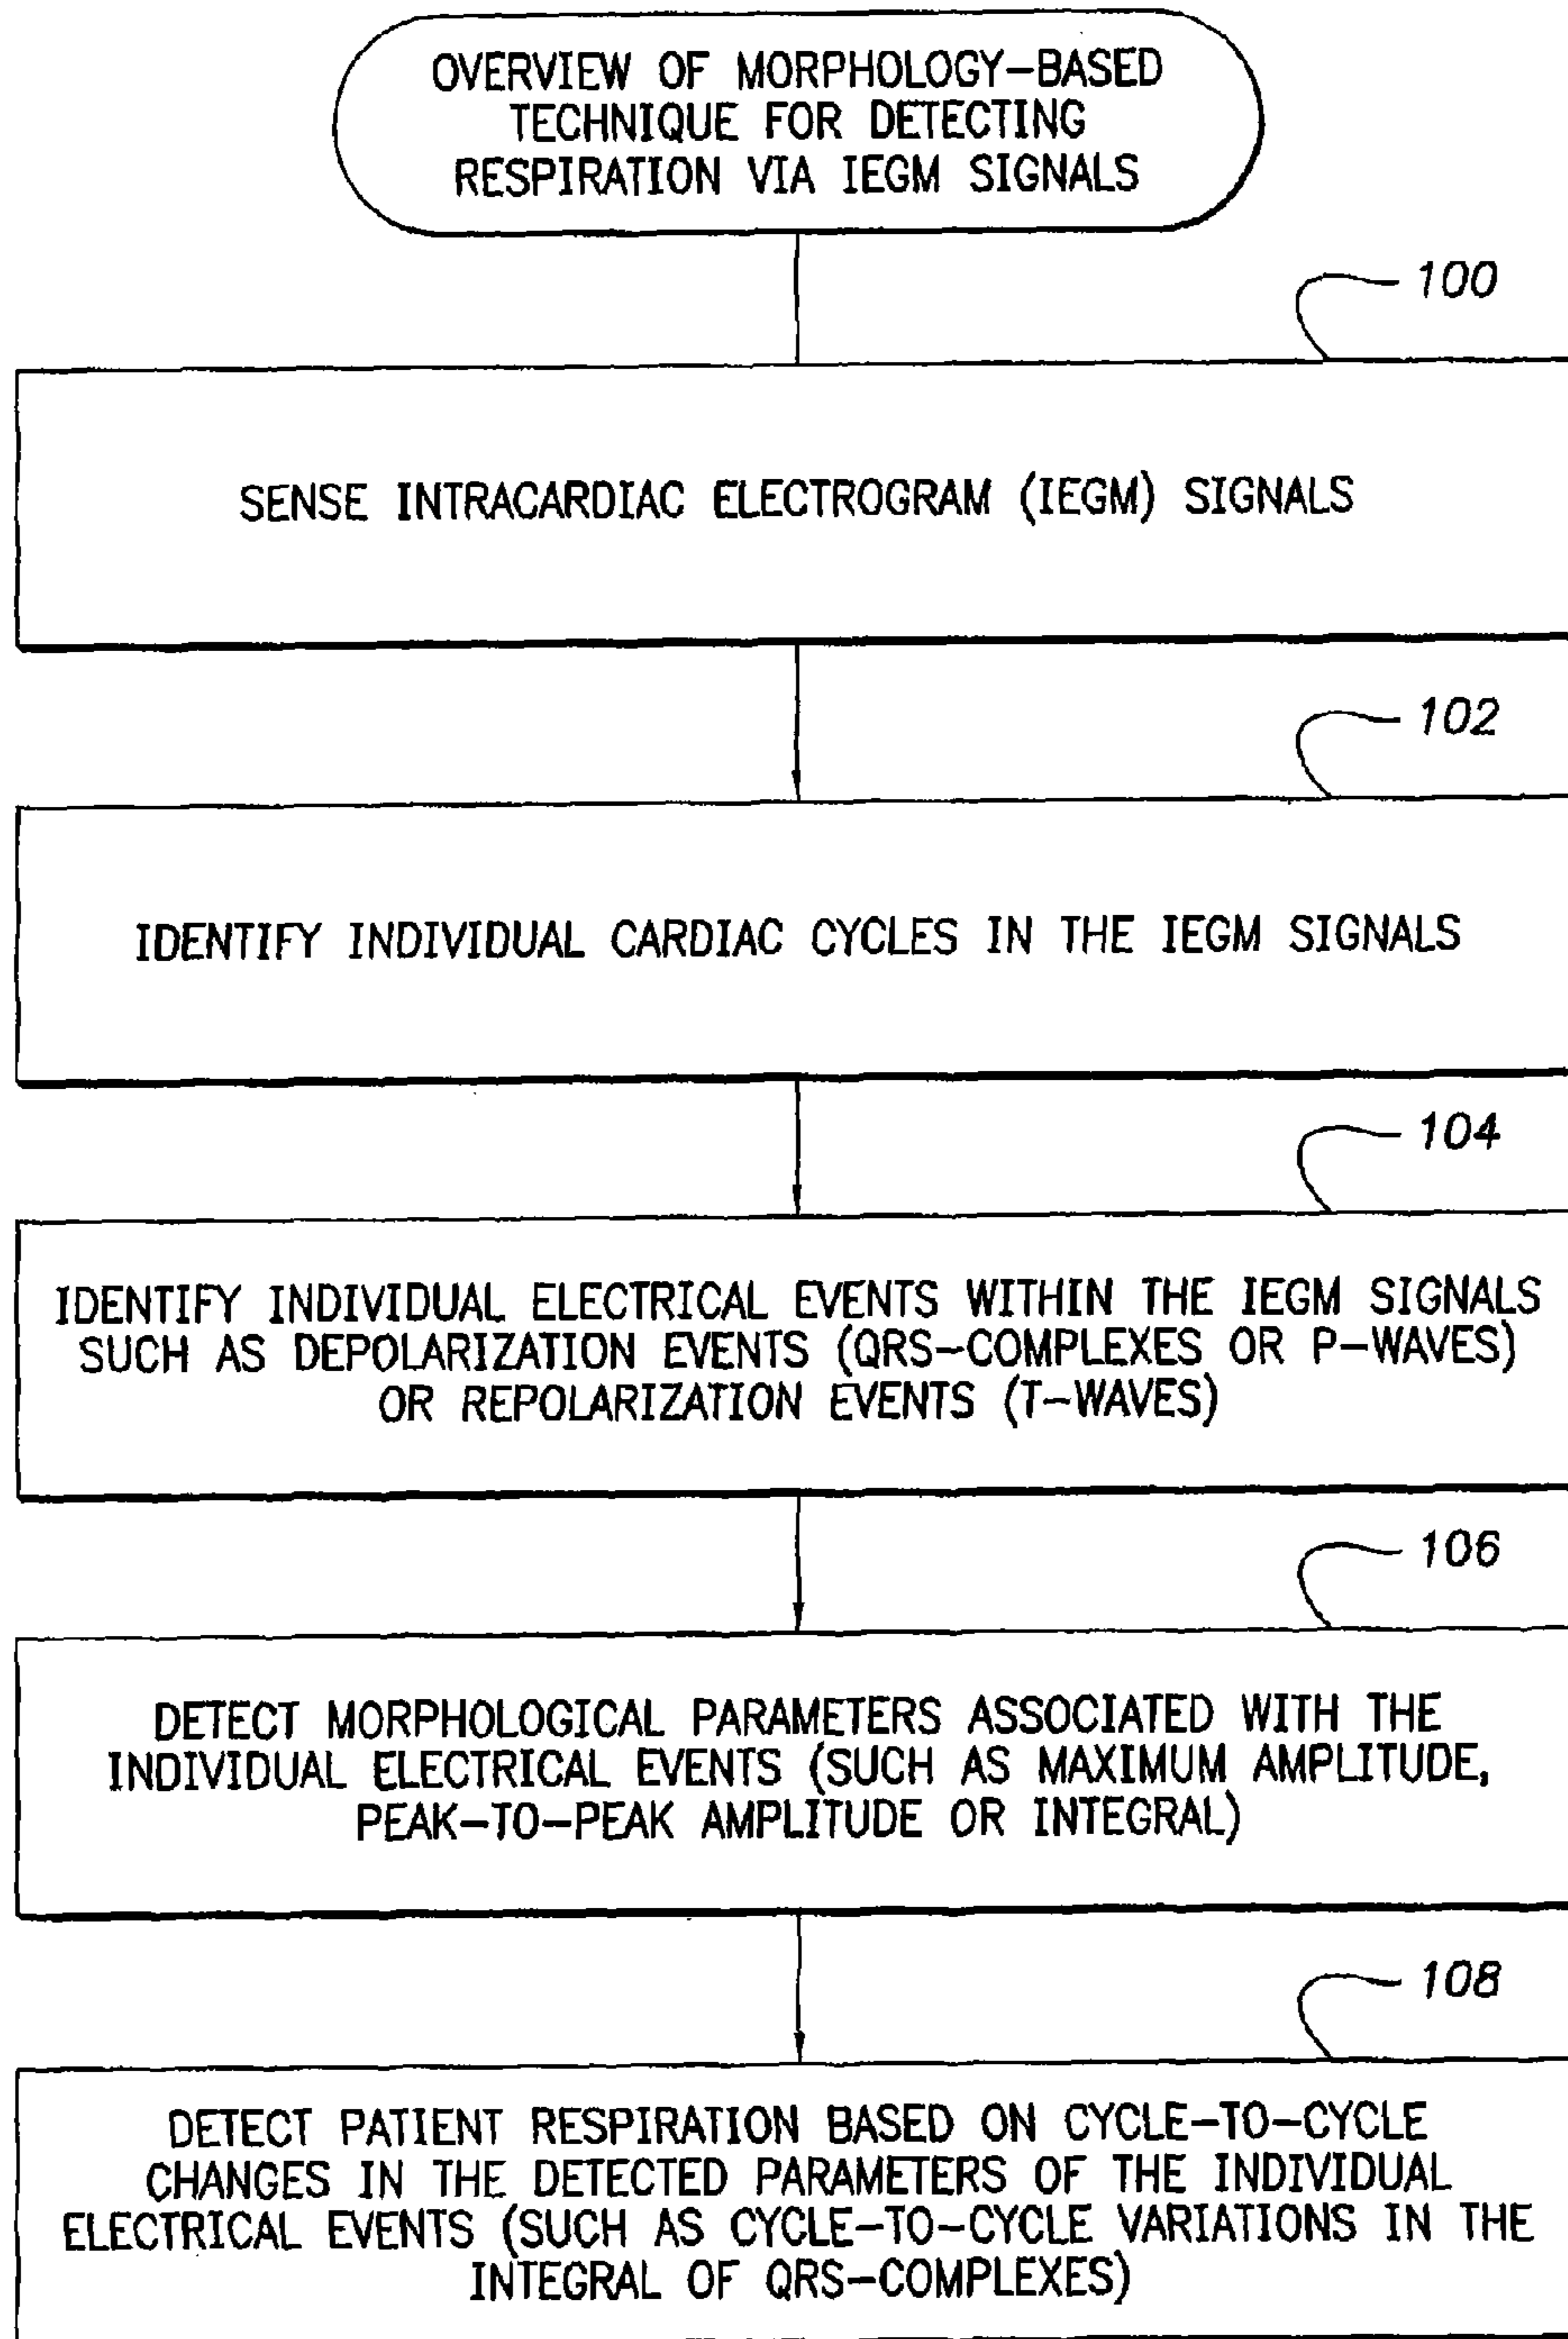 OVERVIEW OF MORPHOLOGY-BASED
TECHNIQUE FOR DETECTING
RESPIRATION VIA IEGM SIGNALS
100
SENSE INTRACARDIAC ELECTROGRAM (IEGM) SIGNALS
102
IDENTIFY INDIVIDUAL CARDIAC CYCLES IN THE IEGM SIGNALS
104
IDENTIFY INDIVIDUAL ELECTRICAL EVENTS WITHIN THE IEGM SIGNALS
SUCH AS DEPOLARIZATION EVENTS (QRS-COMPLEXES OR P-WAVES)
OR REPOLARIZATION EVENTS (T-WAVES)
106
DETECT MORPHOLOGICAL PARAMETERS ASSOCIATED WITH THE
INDIVIDUAL ELECTRICAL EVENTS (SUCH AS MAXIMUM AMPLITUDE,
PEAK-TO-PEAK AMPLITUDE OR INTEGRAL)
108
DETECT PATIENT RESPIRATION BASED ON CYCLE-TO-CYCLE
CHANGES IN THE DETECTED PARAMETERS OF THE INDIVIDUAL
ELECTRICAL EVENTS (SUCH AS CYCLE-TO-CYCLE VARIATIONS IN THE
INTEGRAL OF QRS-COMPLEXES)